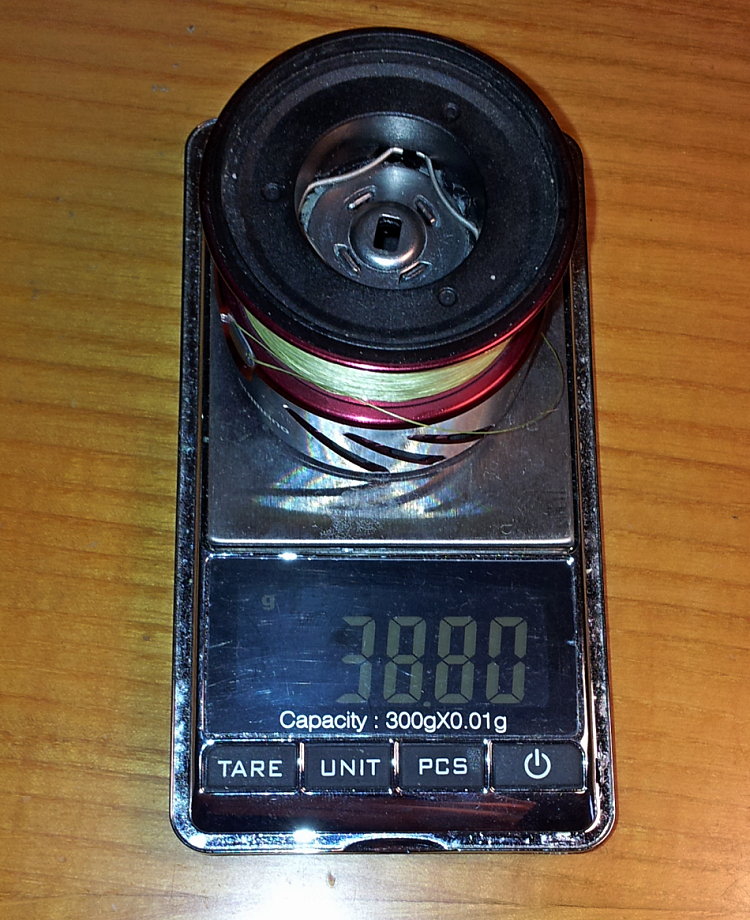 g
38.80
Capacity : 300gX0.01g
TARE UNIT PCS